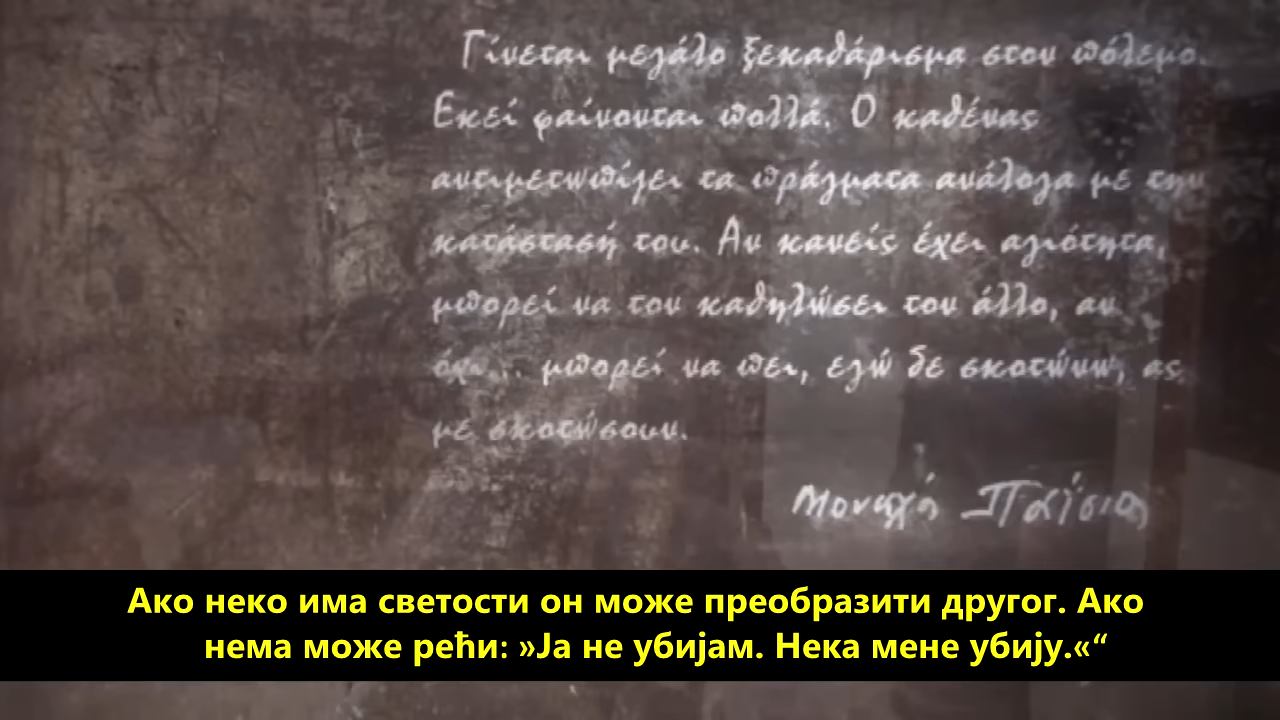 Γίνεται μεγάλο ξεκαθάρισμα στον πόλεμο.
Εκεί φαίνονται πολλά. Ο καθένας
αντιμετωπίζει τα πράγματα ανάλογα με την
κατάστασή του. Αν κανείς έχει αγιότητα,
μπορεί να τον καθηλώσει τον άλλο, αν
όχι... μπορεί να πει, εγώ δε σκοτώνω, ας
με σκοτώσουν.
Μοναχός Παΐσιος
Ако неко има светости он може преобразити другог. Ако
нема може рећи: »Ја не убијам. Нека мене убију.«“